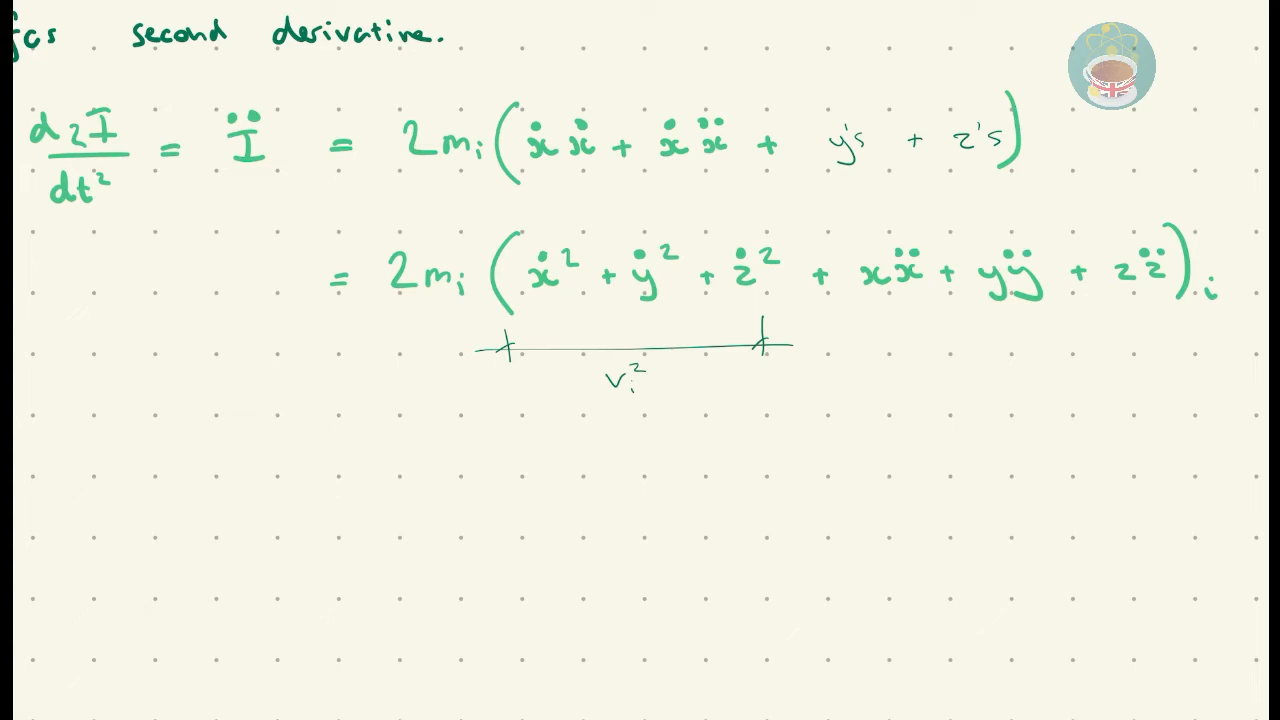 second derivative.
d2I/dt² = Ï = 2mᵢ(ẋẋ + ẋẍ + y's + z's)
= 2mᵢ(ẋ² + ẏ² + ż² + xẍ + yÿ + zz̈)ᵢ
vᵢ²